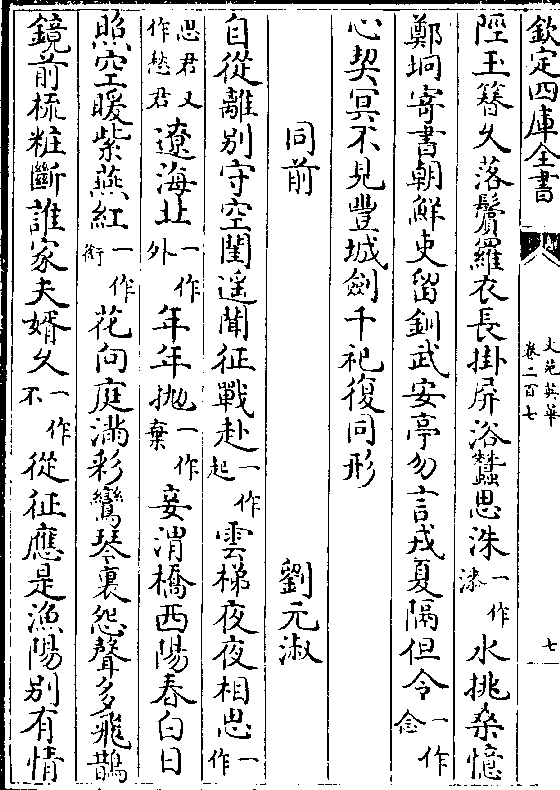 欽定四庫全書
文苑英華
卷二百七
七
陘玉簪久落鬢羅衣長掛屏浴蠶思洙一作漆水挑桑憶
鄭坰寄書朝鮮吏留釧武安亭勿言戎夏隔但令一作念
心契冥不見豐城劍千祀復同形
同前 劉元淑
自從離別守空閨遥聞征戰赴一作起雲梯夜夜相思一作
思君又作愁君遼海北一作外年年拋一作棄妾渭橋西陽春白日
照空暖紫燕紅一作銜花向庭滿彩鸞琴裏怨聲多飛鵲
鏡前梳粧斷誰家夫婿久一作不從征應是漁陽别有情